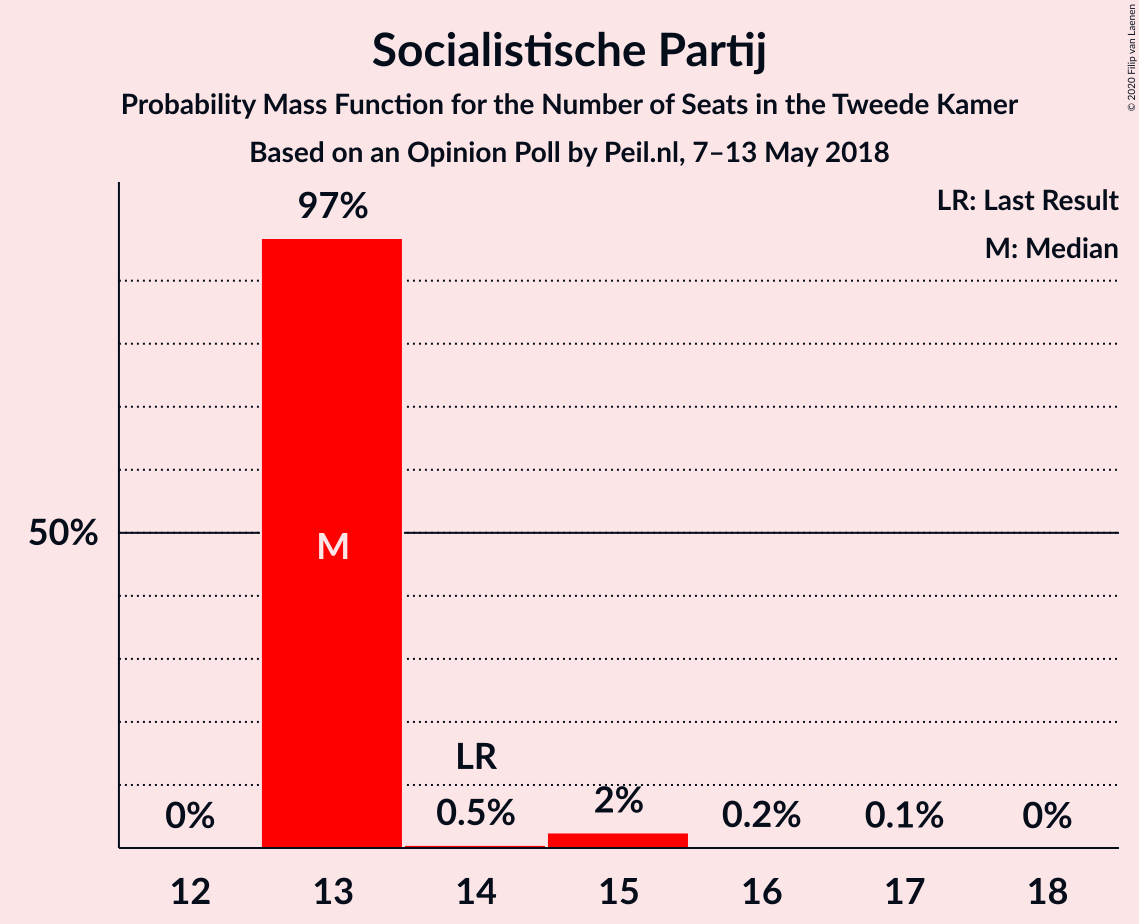 Socialistische Partij
Probability Mass Function for the Number of Seats in the Tweede Kamer
Based on an Opinion Poll by Peil.nl, 7–13 May 2018
© 2020 Filip van Laenen
LR: Last Result
M: Median
97%
50%
M
LR
0%
0.5%
2%
0.2%
0.1%
0%
12 13 14 15 16 17 18